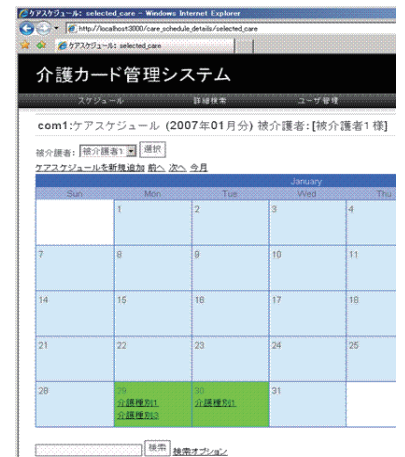 ケアスケジュール: selected_care - Windows Internet Explorer
http://localhost:3000/care_schedule_details/selected_care
ケアスケジュール: selected_care
介護カード管理システム
スケジュール 詳細検索 ユーザ管理
com1:ケアスケジュール (2007年01月分) 被介護者:[被介護者1 様]
被介護者: 被介護者1 選択
ケアスケジュールを新規追加 前へ 次へ 今月
January
Sun Mon Tue Wed Thu
1 2 3 4
7 8 9 10 11
14 15 16 17 18
21 22 23 24 25
28 29 30 31
介護種別1 介護種別1
介護種別2
検索 検索オプション